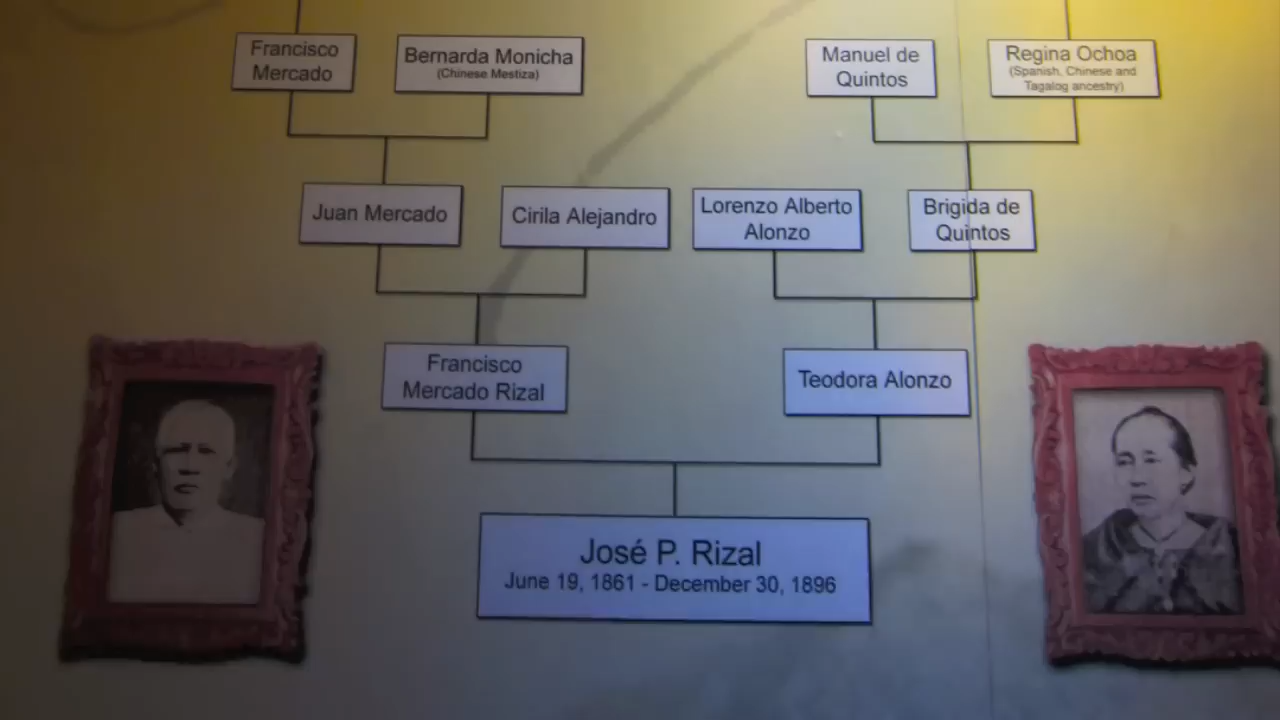 Francisco
Mercado
Bernarda Monicha
(Chinese Mestiza)
Manuel de
Quintos
Regina Ochoa
(Spanish, Chinese and
Tagalog ancestry)
Juan Mercado
Cirila Alejandro
Lorenzo Alberto
Alonzo
Brigida de
Quintos
Francisco
Mercado Rizal
Teodora Alonzo
José P. Rizal
June 19, 1861 - December 30, 1896